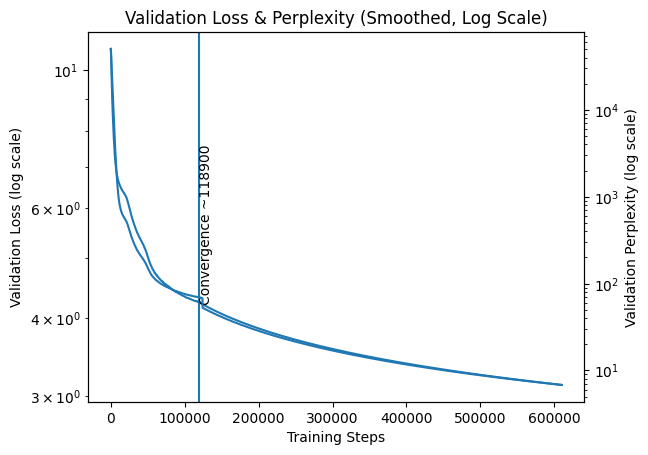 Validation Loss & Perplexity (Smoothed, Log Scale)
Validation Loss (log scale)
10¹
6 × 10⁰
4 × 10⁰
3 × 10⁰
Convergence ~118900
10⁴
10³
10²
10¹
Validation Perplexity (log scale)
0 100000 200000 300000 400000 500000 600000
Training Steps